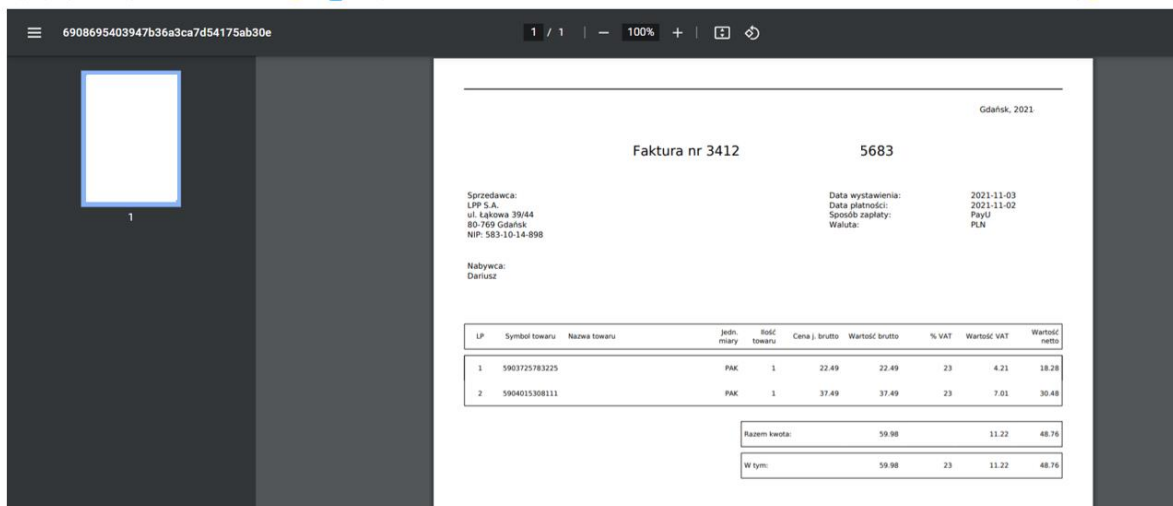 6908695403947b36a3ca7d54175ab30e
1 / 1 | − 100% + |
1
Gdańsk, 2021
Faktura nr 3412 5683
Sprzedawca:
LPP S.A.
ul. Łąkowa 39/44
80-769 Gdańsk
NIP: 583-10-14-898
Data wystawienia: 2021-11-03
Data płatności: 2021-11-02
Sposób zapłaty: PayU
Waluta: PLN
Nabywca:
Dariusz
LP Symbol towaru Nazwa towaru Jedn. miary Ilość towaru Cena j. brutto Wartość brutto % VAT Wartość VAT Wartość netto
1 5903725783225 PAK 1 22.49 22.49 23 4.21 18.28
2 5904015308111 PAK 1 37.49 37.49 23 7.01 30.48
Razem kwota: 59.98 11.22 48.76
W tym: 59.98 23 11.22 48.76